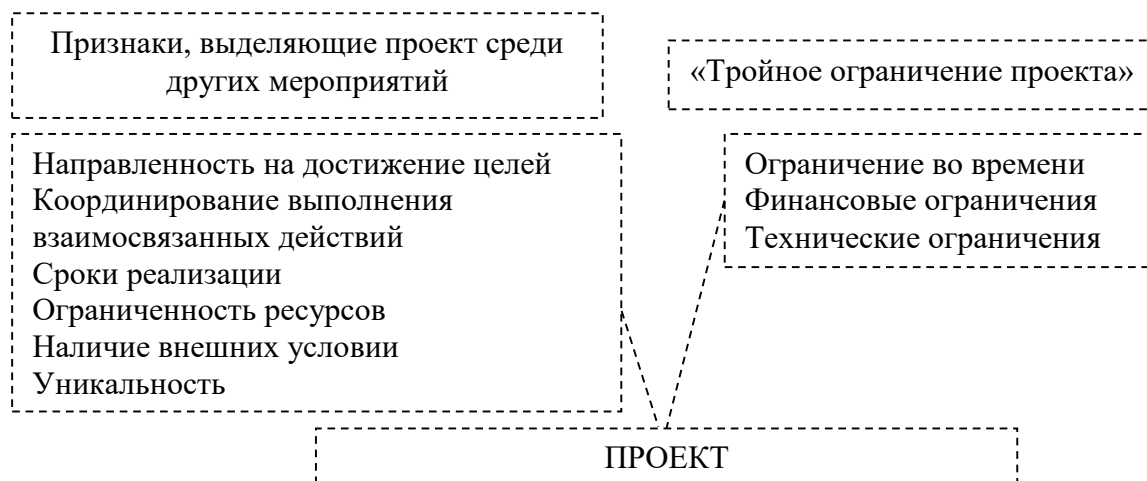 Признаки, выделяющие проект среди
других мероприятий
«Тройное ограничение проекта»
Направленность на достижение целей
Координирование выполнения
взаимосвязанных действий
Сроки реализации
Ограниченность ресурсов
Наличие внешних условии
Уникальность
Ограничение во времени
Финансовые ограничения
Технические ограничения
ПРОЕКТ